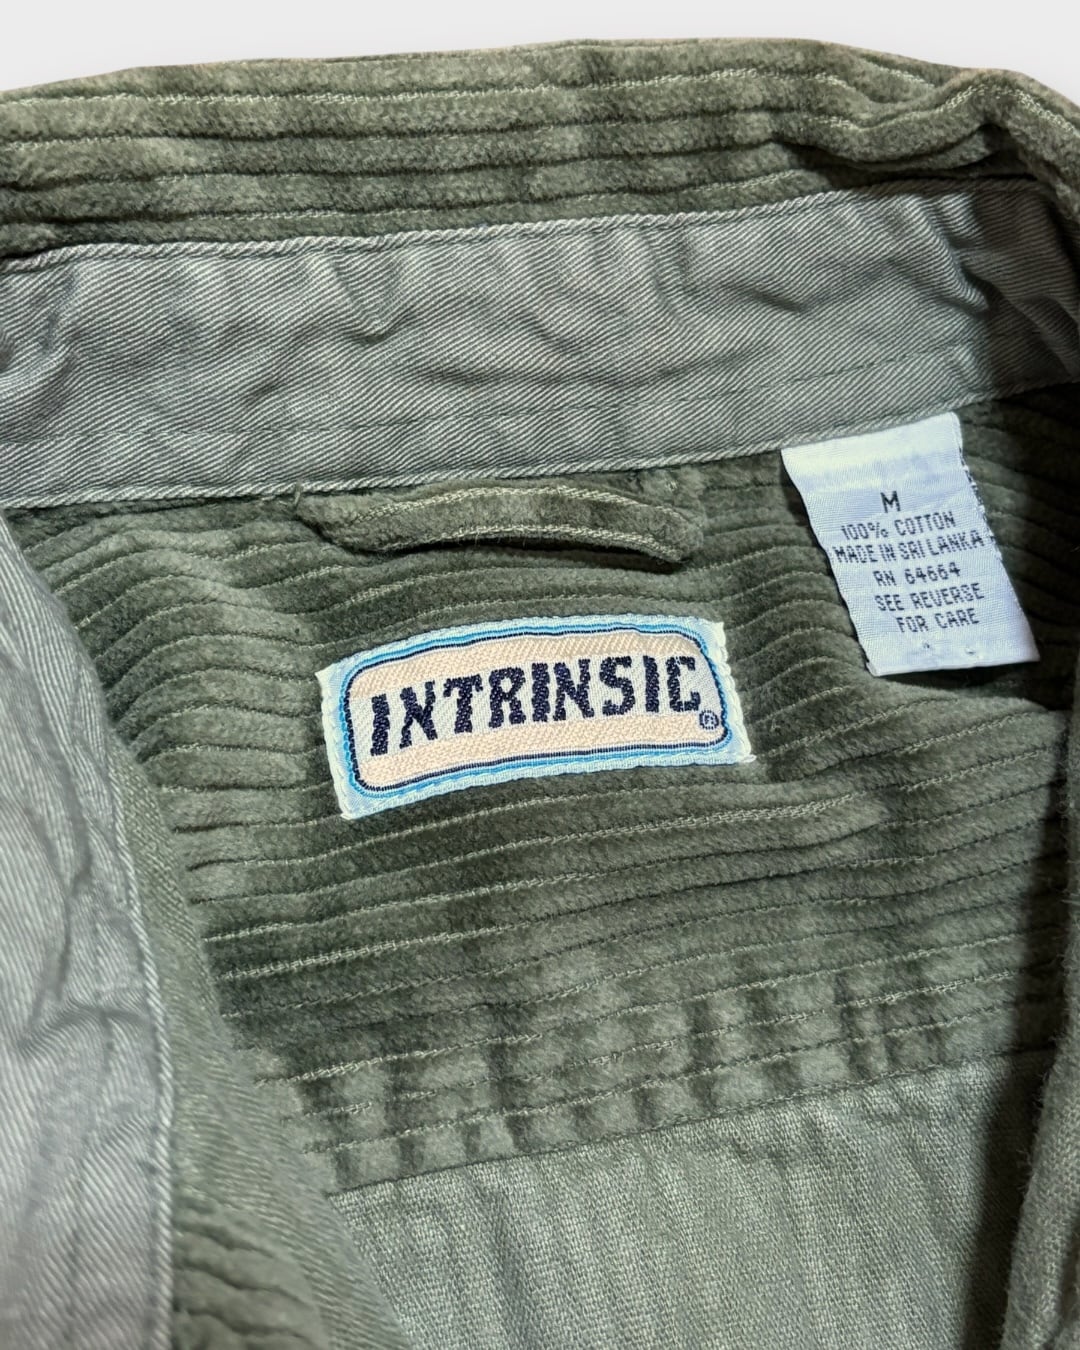 INTRINSIC®
M
100% COTTON
MADE IN SRI LANKA
RN 64664
SEE REVERSE
FOR CARE